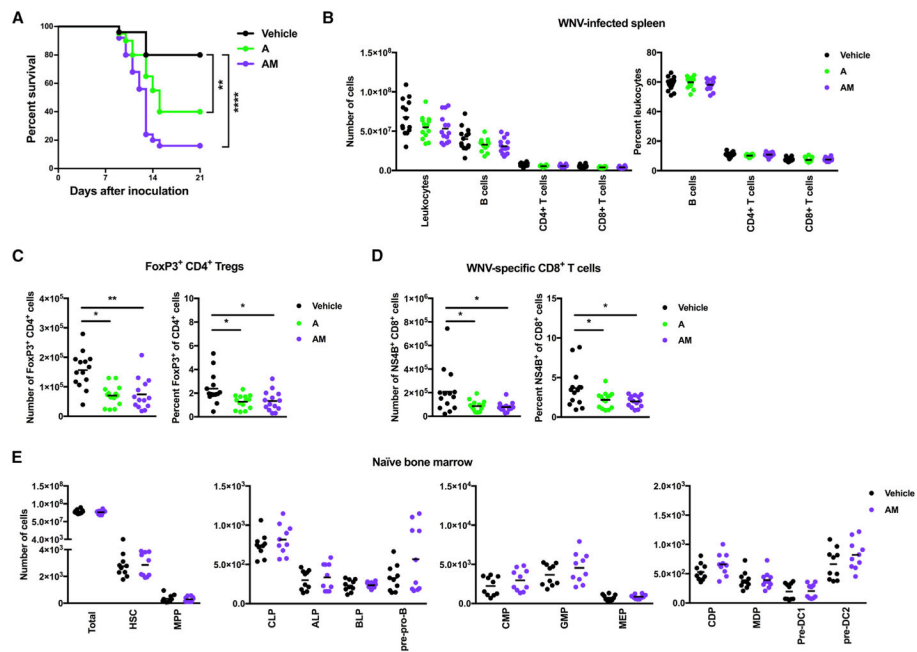 A
Percent survival
100
80
60
40
20
0
0
7
14
21
Days after inoculation
Vehicle
A
AM
**
****
B
WNV-infected spleen
Number of cells
1.5×10⁸
1.0×10⁸
5.0×10⁷
0
Leukocytes
B cells
CD4+ T cells
CD8+ T cells
Percent leukocytes
100
80
60
40
20
0
B cells
CD4+ T cells
CD8+ T cells
Vehicle
A
AM
C
FoxP3⁺ CD4⁺ Tregs
Number of FoxP3⁺ CD4⁺ cells
4×10⁵
3×10⁵
2×10⁵
1×10⁵
0
**
*
Percent FoxP3⁺ of CD4⁺ cells
10
8
6
4
2
0
*
*
Vehicle
A
AM
D
WNV-specific CD8⁺ T cells
Number of NS4B⁺ CD8⁺ cells
1×10⁶
8×10⁵
6×10⁵
4×10⁵
2×10⁵
0
*
*
Percent NS4B⁺ of CD8⁺ cells
15
10
5
0
*
*
Vehicle
A
AM
E
Naïve bone marrow
Number of cells
1.5×10⁸
1.0×10⁸
5.0×10⁷
4.0×10³
4×10³
2×10³
0
Total
HSC
MPP
1.5×10³
1.0×10³
5.0×10²
0.0
CLP
ALP
BLP
pre-pro-B
1.5×10⁴
1.0×10⁴
5.0×10³
0.0
CMP
GMP
MEP
2.0×10³
1.5×10³
1.0×10³
5.0×10²
0.0
CDP
MDP
Pre-DC1
pre-DC2
Vehicle
AM